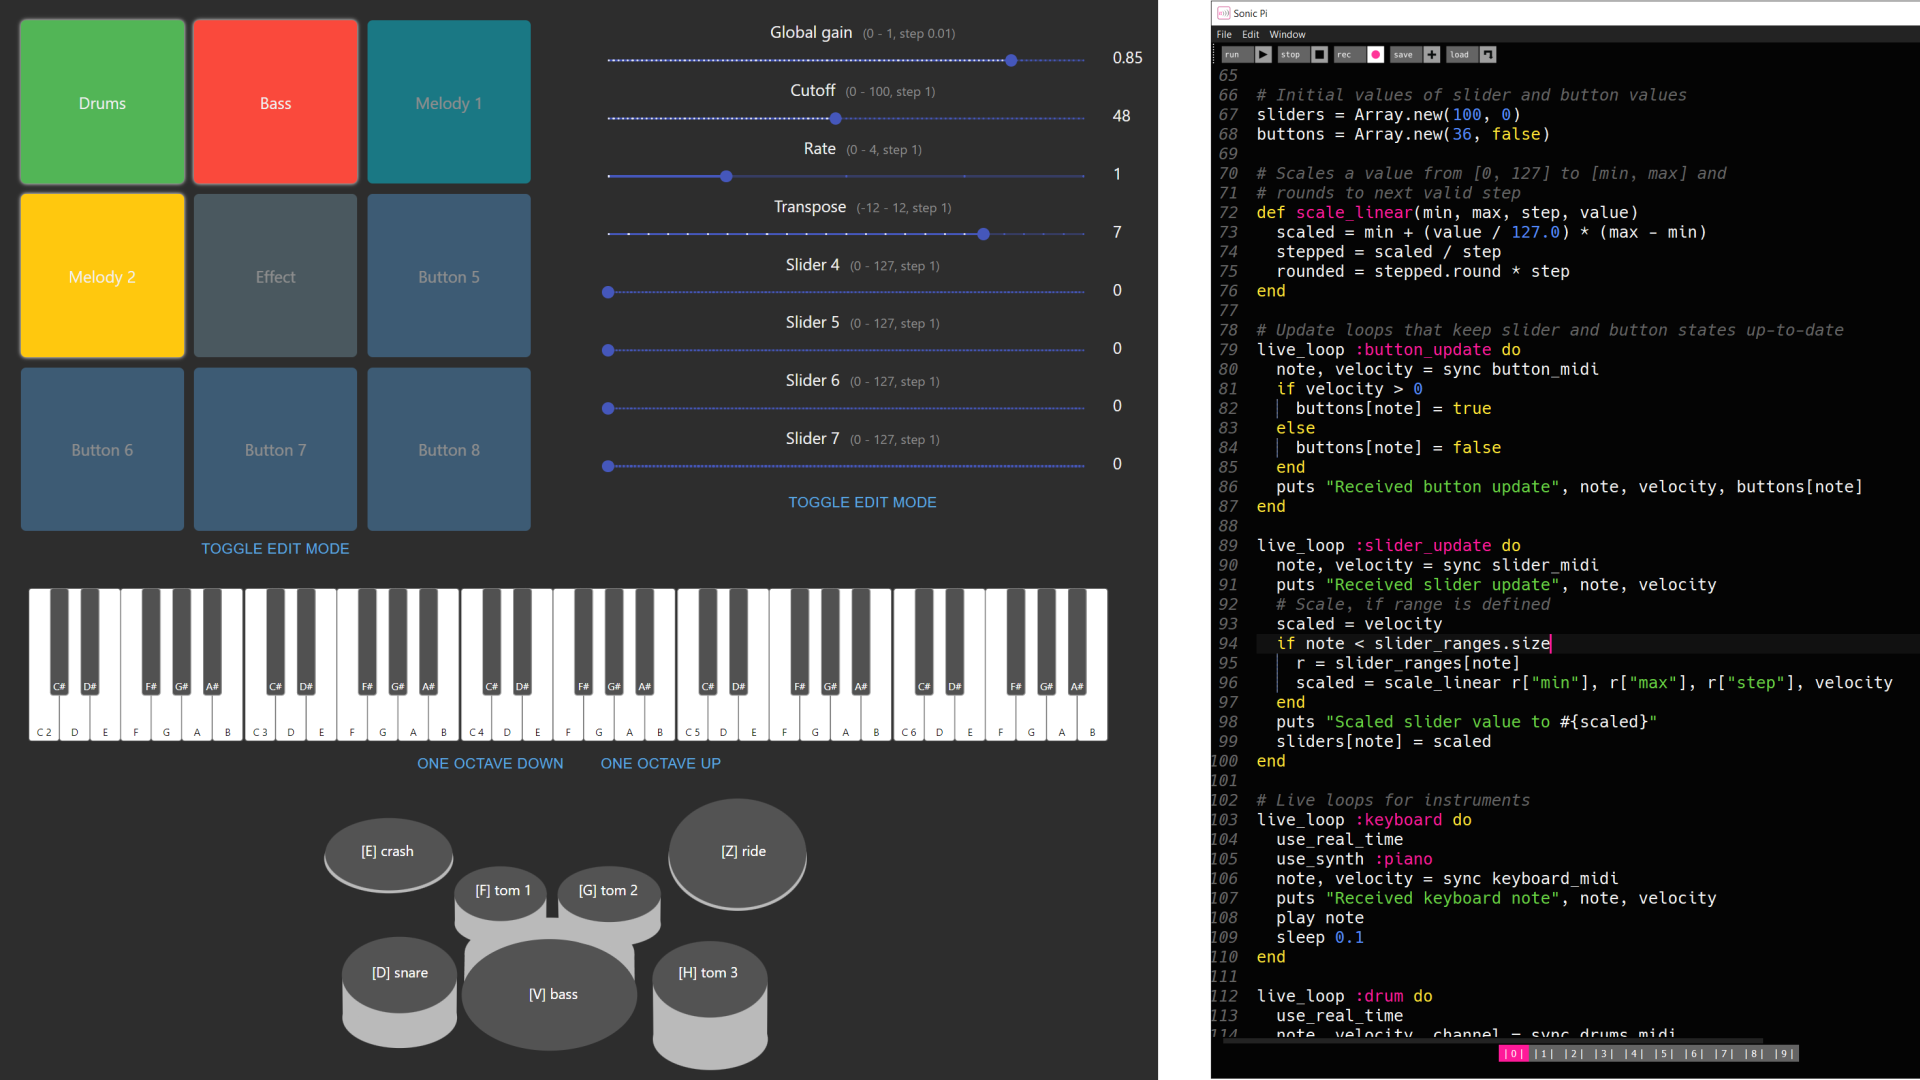 Drums
Bass
Melody 1
Melody 2
Effect
Button 5
Button 6
Button 7
Button 8
TOGGLE EDIT MODE
Global gain (0 - 1, step 0.01)
0.85
Cutoff (0 - 100, step 1)
48
Rate (0 - 4, step 1)
1
Transpose (-12 - 12, step 1)
7
Slider 4 (0 - 127, step 1)
0
Slider 5 (0 - 127, step 1)
0
Slider 6 (0 - 127, step 1)
0
Slider 7 (0 - 127, step 1)
0
TOGGLE EDIT MODE
C# D# F# G# A# C# D# F# G# A# C# D# F# G# A# C# D# F# G# A# C# D# F# G# A#
C 2 D E F G A B C 3 D E F G A B C 4 D E F G A B C 5 D E F G A B C 6 D E F G A B
ONE OCTAVE DOWN ONE OCTAVE UP
[E] crash
[Z] ride
[F] tom 1
[G] tom 2
[D] snare
[H] tom 3
[V] bass
Sonic Pi
File Edit Window
run stop rec save load
65
66 # Initial values of slider and button values
67 sliders = Array.new(100, 0)
68 buttons = Array.new(36, false)
69
70 # Scales a value from [0, 127] to [min, max] and
71 # rounds to next valid step
72 def scale_linear(min, max, step, value)
73 scaled = min + (value / 127.0) * (max - min)
74 stepped = scaled / step
75 rounded = stepped.round * step
76 end
77
78 # Update loops that keep slider and button states up-to-date
79 live_loop :button_update do
80 note, velocity = sync button_midi
81 if velocity > 0
82 buttons[note] = true
83 else
84 buttons[note] = false
85 end
86 puts "Received button update", note, velocity, buttons[note]
87 end
88
89 live_loop :slider_update do
90 note, velocity = sync slider_midi
91 puts "Received slider update", note, velocity
92 # Scale, if range is defined
93 scaled = velocity
94 if note < slider_ranges.size
95 r = slider_ranges[note]
96 scaled = scale_linear r["min"], r["max"], r["step"], velocity
97 end
98 puts "Scaled slider value to #{scaled}"
99 sliders[note] = scaled
100 end
101
102 # Live loops for instruments
103 live_loop :keyboard do
104 use_real_time
105 use_synth :piano
106 note, velocity = sync keyboard_midi
107 puts "Received keyboard note", note, velocity
108 play note
109 sleep 0.1
110 end
111
112 live_loop :drum do
113 use_real_time
114 note, velocity, channel = sync drums_midi
|0| |1| |2| |3| |4| |5| |6| |7| |8| |9|